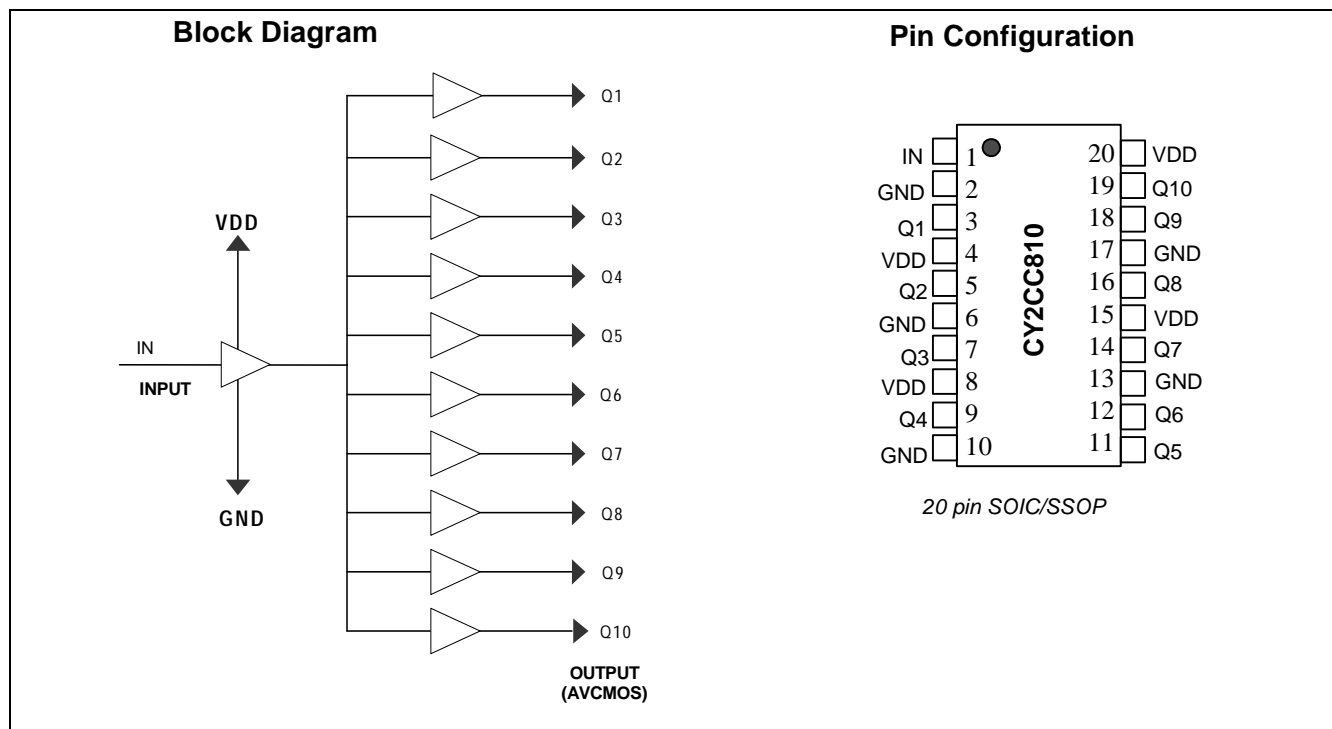 Block Diagram
Q1
Q2
Q3
Q4
Q5
Q6
Q7
Q8
Q9
Q10
VDD
IN
INPUT
GND
OUTPUT
(AVCMOS)
Pin Configuration
IN 1 20 VDD
GND 2 19 Q10
Q1 3 18 Q9
VDD 4 17 GND
Q2 5 16 Q8
GND 6 15 VDD
Q3 7 14 Q7
VDD 8 13 GND
Q4 9 12 Q6
GND 10 11 Q5
CY2CC810
20 pin SOIC/SSOP